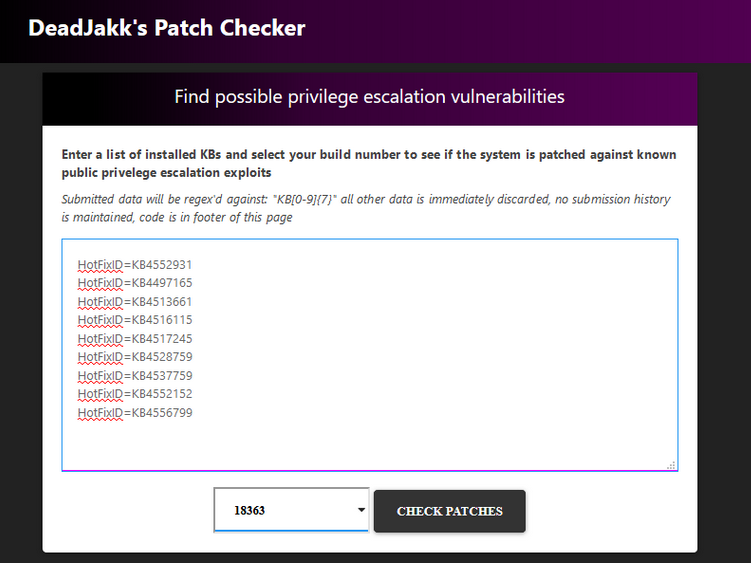 DeadJakk's Patch Checker
Find possible privilege escalation vulnerabilities
Enter a list of installed KBs and select your build number to see if the system is patched against known
public privelege escalation exploits
Submitted data will be regex'd against: "KB[0-9]{7}" all other data is immediately discarded, no submission history
is maintained, code is in footer of this page
HotFixID=KB4552931
HotFixID=KB4497165
HotFixID=KB4513661
HotFixID=KB4516115
HotFixID=KB4517245
HotFixID=KB4528759
HotFixID=KB4537759
HotFixID=KB4552152
HotFixID=KB4556799
18363 CHECK PATCHES